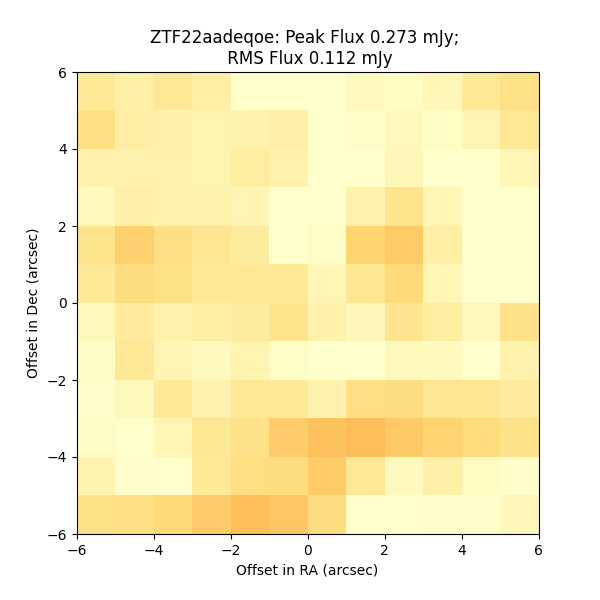 ZTF22aadeqoe: Peak Flux 0.273 mJy;
RMS Flux 0.112 mJy
6
4
2
0
−2
−4
−6
Offset in Dec (arcsec)
−6 −4 −2 0 2 4 6
Offset in RA (arcsec)